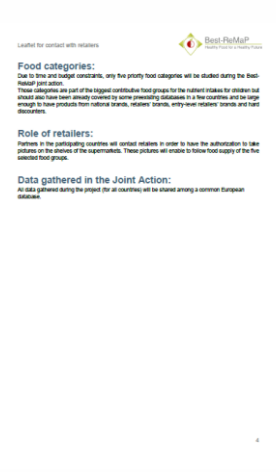 Leaflet for contact with retailers
Best-ReMaP
Healthy Food for a Healthy Future
Food categories:
Due to time and budget constraints, only five priority food categories will be studied during the Best-
ReMaP joint action.
These categories are part of the biggest contributive food groups for the nutrient intakes for children but
should also have been already covered by some preexisting databases in a few countries and be large
enough to have products from national brands, retailers' brands, entry-level retailers' brands and hard
discounters.
Role of retailers:
Partners in the participating countries will contact retailers in order to have the authorization to take
pictures on the shelves of the supermarkets. These pictures will enable to follow food supply of the five
selected food groups.
Data gathered in the Joint Action:
All data gathered during the project (for all countries) will be shared among a common European
database.
4